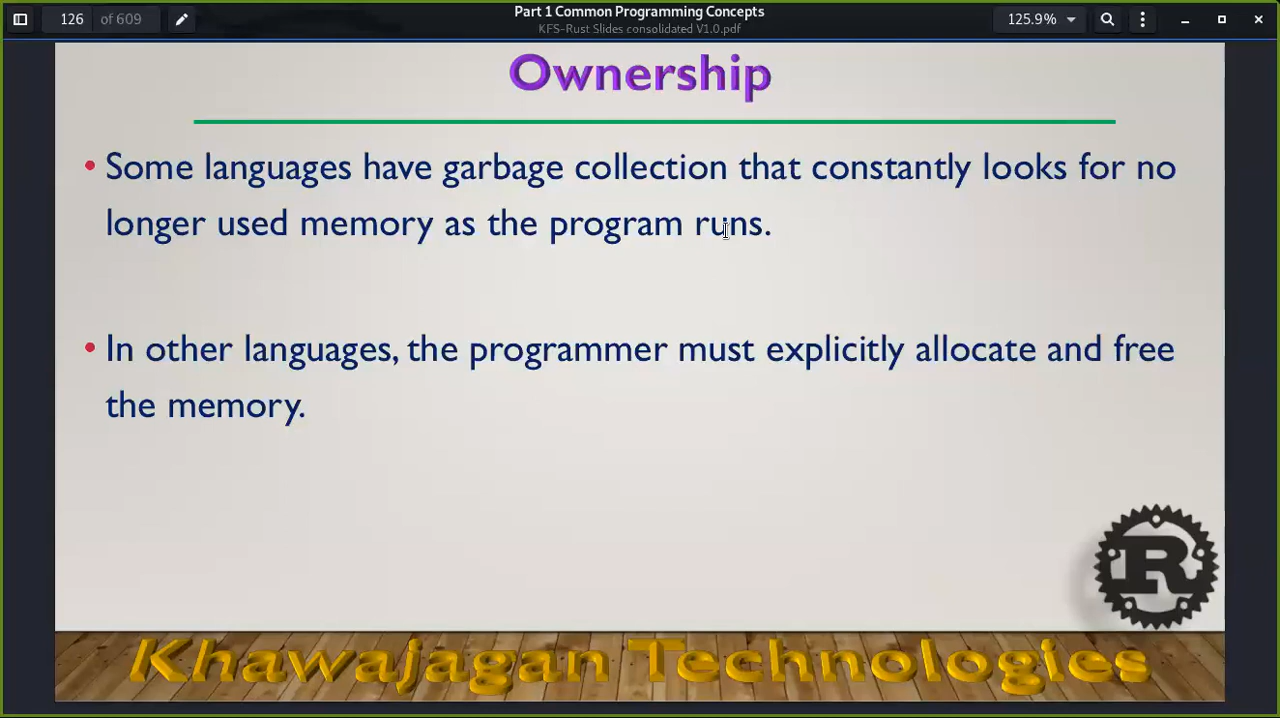 126 of 609
Part 1 Common Programming Concepts
KFS-Rust Slides consolidated V1.0.pdf
125.9%
Ownership
• Some languages have garbage collection that constantly looks for no
longer used memory as the program runs.
• In other languages, the programmer must explicitly allocate and free
the memory.
R
Khawajagan Technologies